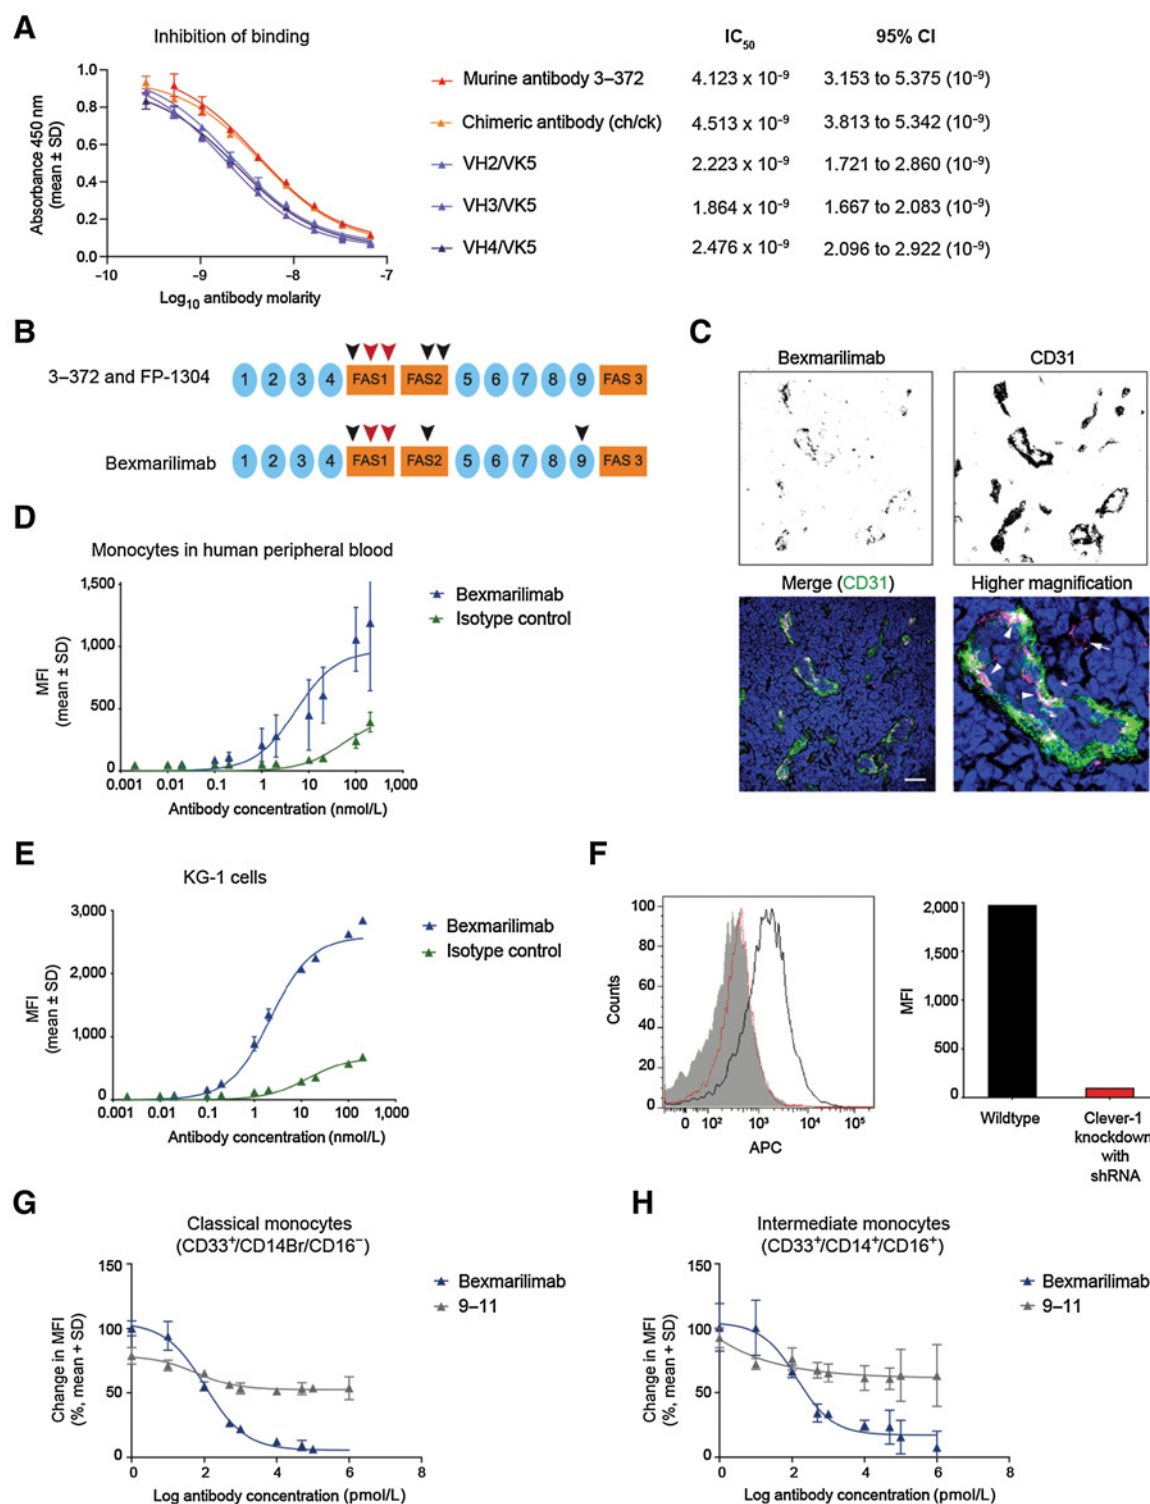 A
Inhibition of binding
IC50
95% CI
Absorbance 450 nm
(mean ± SD)
1.0
0.8
0.6
0.4
0.2
0.0
−10
−9
−8
−7
Log10 antibody molarity
Murine antibody 3–372
4.123 x 10−9
3.153 to 5.375 (10−9)
Chimeric antibody (ch/ck)
4.513 x 10−9
3.813 to 5.342 (10−9)
VH2/VK5
2.223 x 10−9
1.721 to 2.860 (10−9)
VH3/VK5
1.864 x 10−9
1.667 to 2.083 (10−9)
VH4/VK5
2.476 x 10−9
2.096 to 2.922 (10−9)
B
3–372 and FP-1304
1 2 3 4 FAS1 FAS2 5 6 7 8 9 FAS 3
Bexmarilimab
1 2 3 4 FAS1 FAS2 5 6 7 8 9 FAS 3
C
Bexmarilimab
CD31
Merge (CD31)
Higher magnification
D
Monocytes in human peripheral blood
MFI
(mean ± SD)
1,500
1,000
500
0
0.001 0.01 0.1 1 10 100 1,000
Antibody concentration (nmol/L)
Bexmarilimab
Isotype control
E
KG-1 cells
MFI
(mean ± SD)
3,000
2,000
1,000
0
0.001 0.01 0.1 1 10 100 1,000
Antibody concentration (nmol/L)
Bexmarilimab
Isotype control
F
Counts
100
80
60
40
20
0
0 102 103 104 105
APC
MFI
2,000
1,000
500
0
Wildtype
Clever-1
knockdown
with
shRNA
G
Classical monocytes
(CD33+/CD14Br/CD16−)
Change in MFI
(%, mean + SD)
150
100
50
0
0 2 4 6 8
Log antibody concentration (pmol/L)
Bexmarilimab
9–11
H
Intermediate monocytes
(CD33+/CD14+/CD16+)
Change in MFI
(%, mean + SD)
150
100
50
0
0 2 4 6 8
Log antibody concentration (pmol/L)
Bexmarilimab
9–11